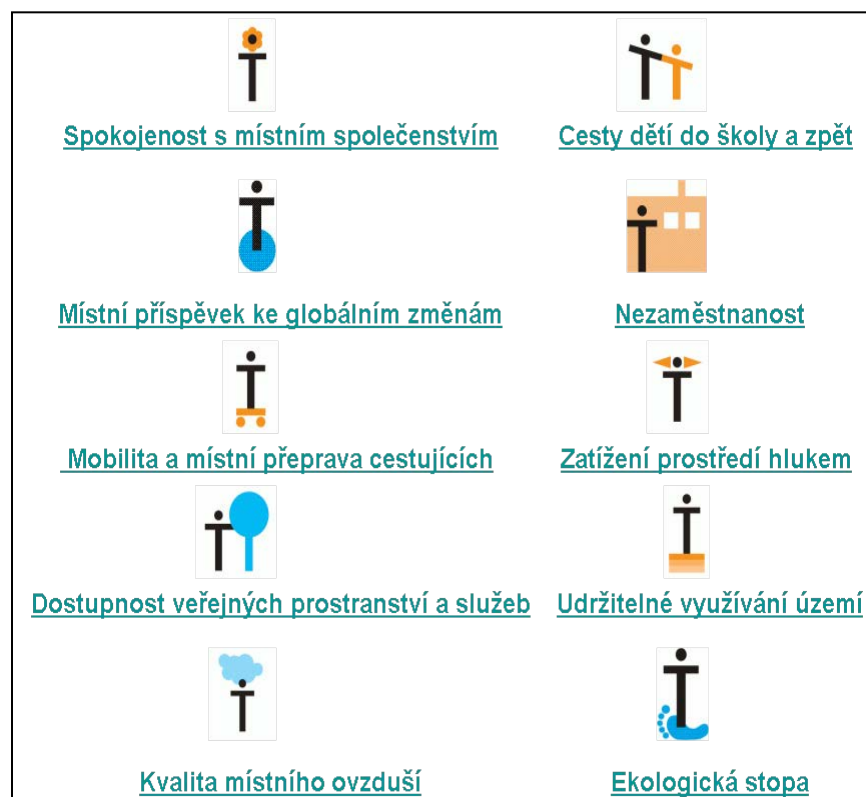 Spokojenost s místním společenstvím
Cesty dětí do školy a zpět
Místní příspěvek ke globálním změnám
Nezaměstnanost
Mobilita a místní přeprava cestujících
Zatížení prostředí hlukem
Dostupnost veřejných prostranství a služeb
Udržitelné využívání území
Kvalita místního ovzduší
Ekologická stopa